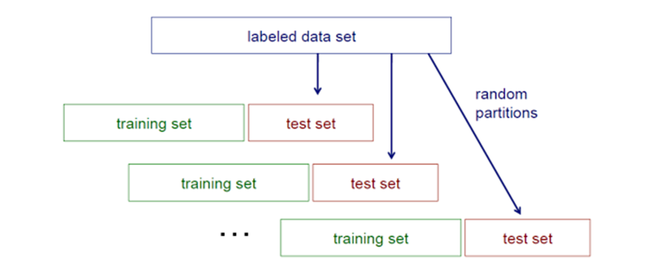 labeled data set
random
partitions
training set test set
training set test set
...
training set test set